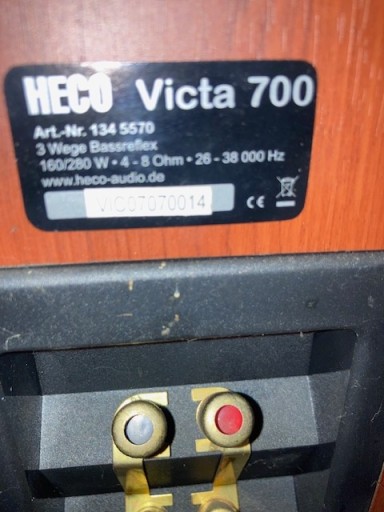 HECO Victa 700
Art.-Nr. 134 5570
3 Wege Bassreflex
160/280 W • 4 - 8 Ohm • 26 - 38 000 Hz
www.heco-audio.de
VIC07070014 CE